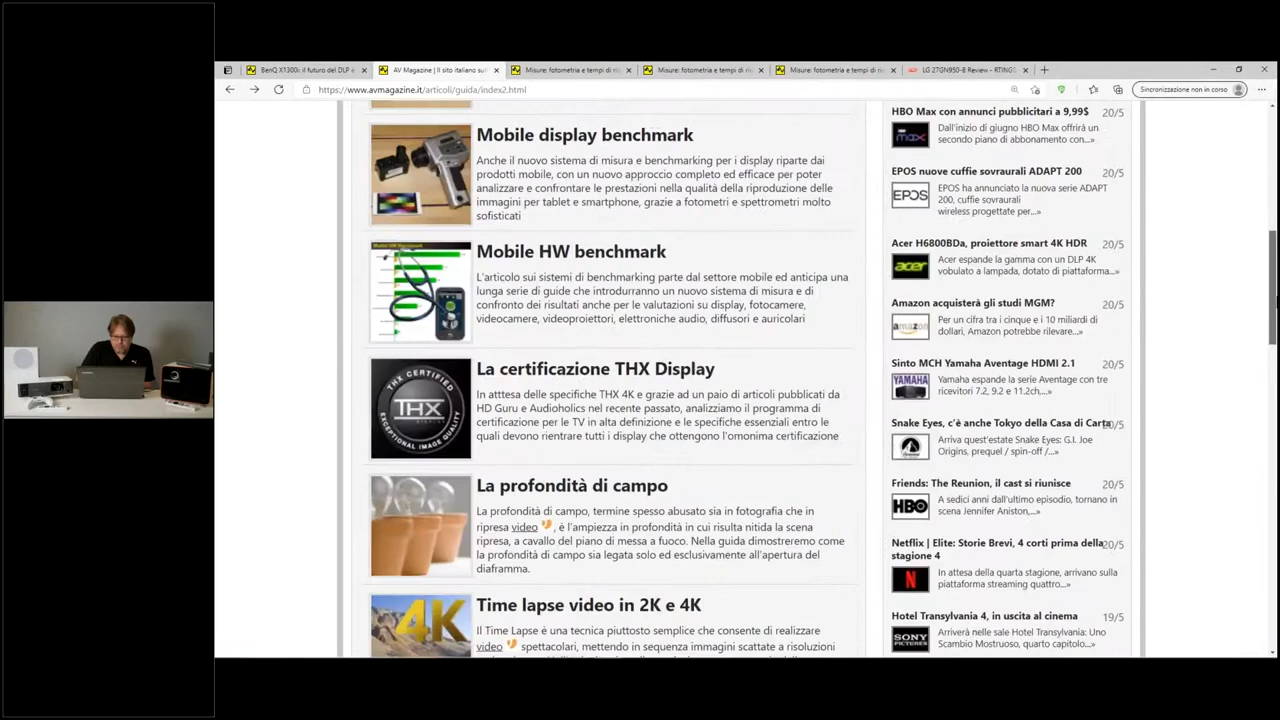 BenQ X1300i: il futuro del DLP è
AV Magazine | Il sito italiano sul
Misure: fotometria e tempi di ri
Misure: fotometria e tempi di ri
Misure: fotometria e tempi di ri
LG 27GN950-B Review - RTINGS
https://www.avmagazine.it/articoli/guida/index2.html
Sincronizzazione non in corso
Mobile display benchmark
Anche il nuovo sistema di misura e benchmarking per i display riparte dai
prodotti mobile, con un nuovo approccio completo ed efficace per poter
analizzare e confrontare le prestazioni nella qualità della riproduzione delle
immagini per tablet e smartphone, grazie a fotometri e spettrometri molto
sofisticati
Mobile HW benchmark
L'articolo sui sistemi di benchmarking parte dal settore mobile ed anticipa una
lunga serie di guide che introdurranno un nuovo sistema di misura e di
confronto dei risultati anche per le valutazioni su display, fotocamere,
videocamere, videoproiettori, elettroniche audio, diffusori e auricolari
La certificazione THX Display
In atttesa delle specifiche THX 4K e grazie ad un paio di articoli pubblicati da
HD Guru e Audioholics nel recente passato, analizziamo il programma di
certificazione per le TV in alta definizione e le specifiche essenziali entro le
quali devono rientrare tutti i display che ottengono l'omonima certificazione
THX CERTIFIED
THX
DISPLAY
EXCEPTIONAL IMAGE QUALITY
La profondità di campo
La profondità di campo, termine spesso abusato sia in fotografia che in
ripresa video, è l'ampiezza in profondità in cui risulta nitida la scena
ripresa, a cavallo del piano di messa a fuoco. Nella guida dimostreremo come
la profondità di campo sia legata solo ed esclusivamente all'apertura del
diaframma.
Time lapse video in 2K e 4K
4K
Il Time Lapse è una tecnica piuttosto semplice che consente di realizzare
video spettacolari, mettendo in sequenza immagini scattate a risoluzioni
HBO Max con annunci pubblicitari a 9,99$ 20/5
Dall'inizio di giugno HBO Max offrirà un
secondo piano di abbonamento con...»
EPOS nuove cuffie sovraurali ADAPT 200 20/5
EPOS
EPOS ha annunciato la nuova serie ADAPT
200, cuffie sovraurali
wireless progettate per...»
Acer H6800BDa, proiettore smart 4K HDR 20/5
acer
Acer espande la gamma con un DLP 4K
vobulato a lampada, dotato di piattaforma...»
Amazon acquisterà gli studi MGM? 20/5
amazon
Per un cifra tra i cinque e i 10 miliardi di
dollari, Amazon potrebbe rilevare...»
Sinto MCH Yamaha Aventage HDMI 2.1 20/5
YAMAHA
Yamaha espande la serie Aventage con tre
ricevitori 7.2, 9.2 e 11.2ch,...»
Snake Eyes, c'è anche Tokyo della Casa di Carta 20/5
Arriva quest'estate Snake Eyes: G.I. Joe
Origins, prequel / spin-off /...»
Friends: The Reunion, il cast si riunisce 20/5
HBO
A sedici anni dall'ultimo episodio, tornano in
scena Jennifer Aniston,...»
Netflix | Elite: Storie Brevi, 4 corti prima della 20/5
stagione 4
N
In attesa della quarta stagione, arrivano sulla
piattaforma streaming quattro...»
Hotel Transylvania 4, in uscita al cinema 19/5
SONY
PICTURES
Arriverà nelle sale Hotel Transylvania: Uno
Scambio Mostruoso, quarto capitolo...»